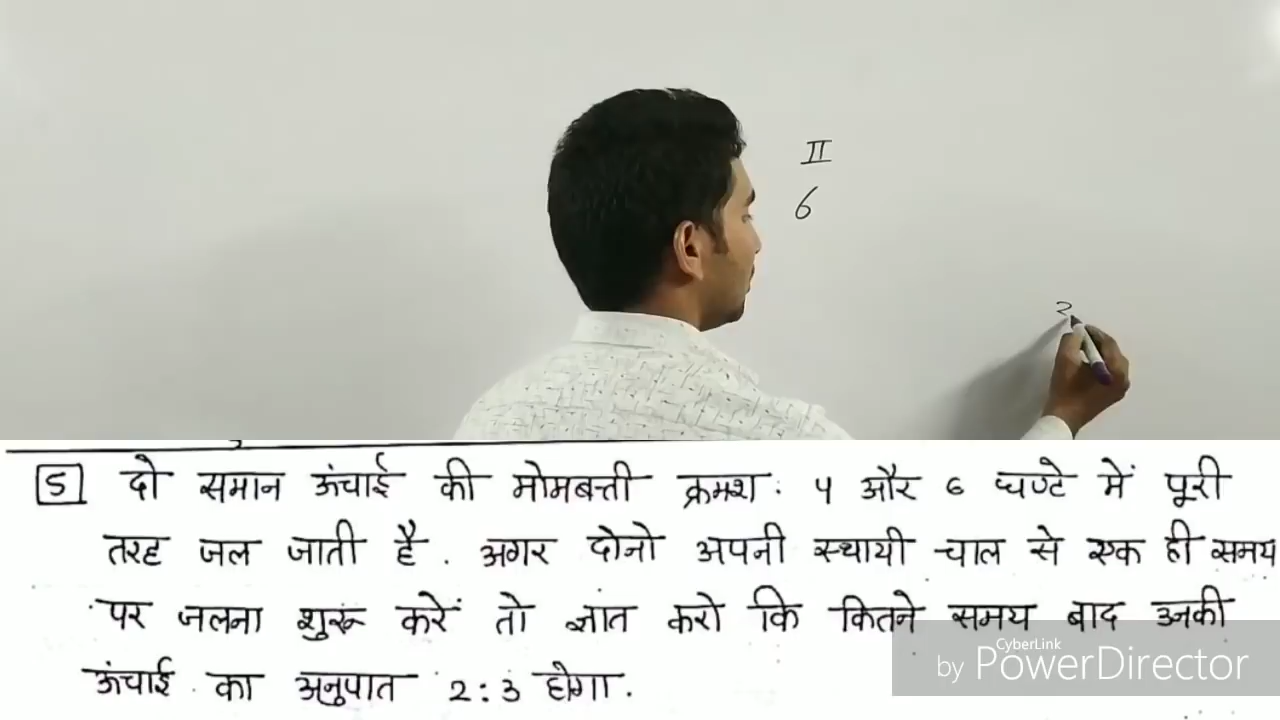 II
6
2
5 दो समान ऊंचाई की मोमबत्ती क्रमश: 4 और 6 घण्टे में पूरी
तरह जल जाती है. अगर दोनो अपनी स्थायी चाल से एक ही समय
पर जलना शुरू करें तो ज्ञात करो कि कितने समय बाद उनकी
ऊंचाई का अनुपात 2:3 होगा.
CyberLink
by PowerDirector